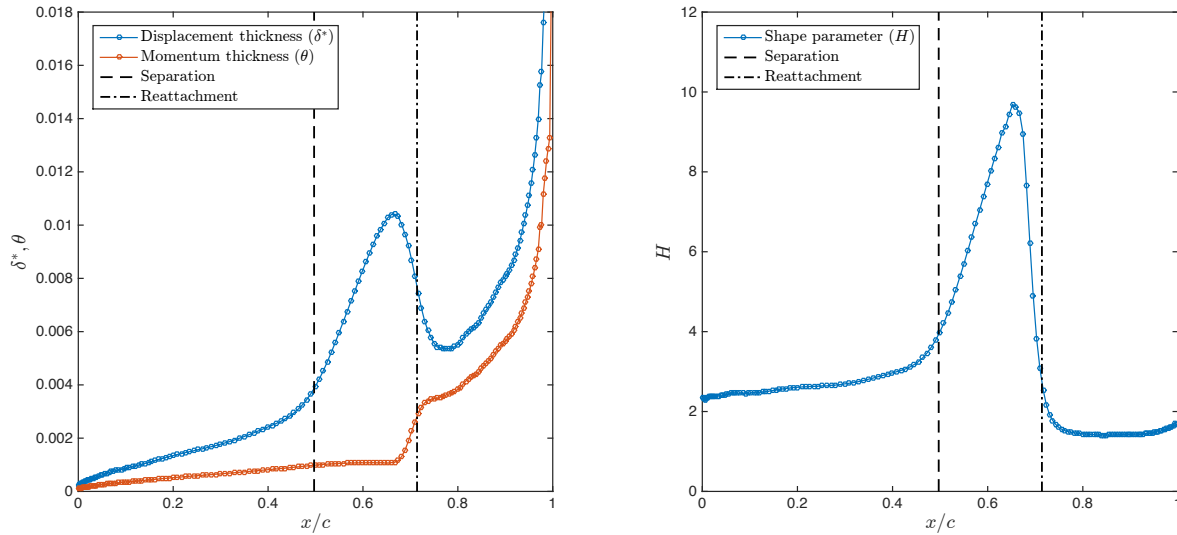 0.018
0.016
0.014
0.012
0.01
0.008
0.006
0.004
0.002
0
δ*, θ
Displacement thickness (δ*)
Momentum thickness (θ)
Separation
Reattachment
0 0.2 0.4 0.6 0.8 1
x/c
12
10
8
6
4
2
0
H
Shape parameter (H)
Separation
Reattachment
0 0.2 0.4 0.6 0.8 1
x/c